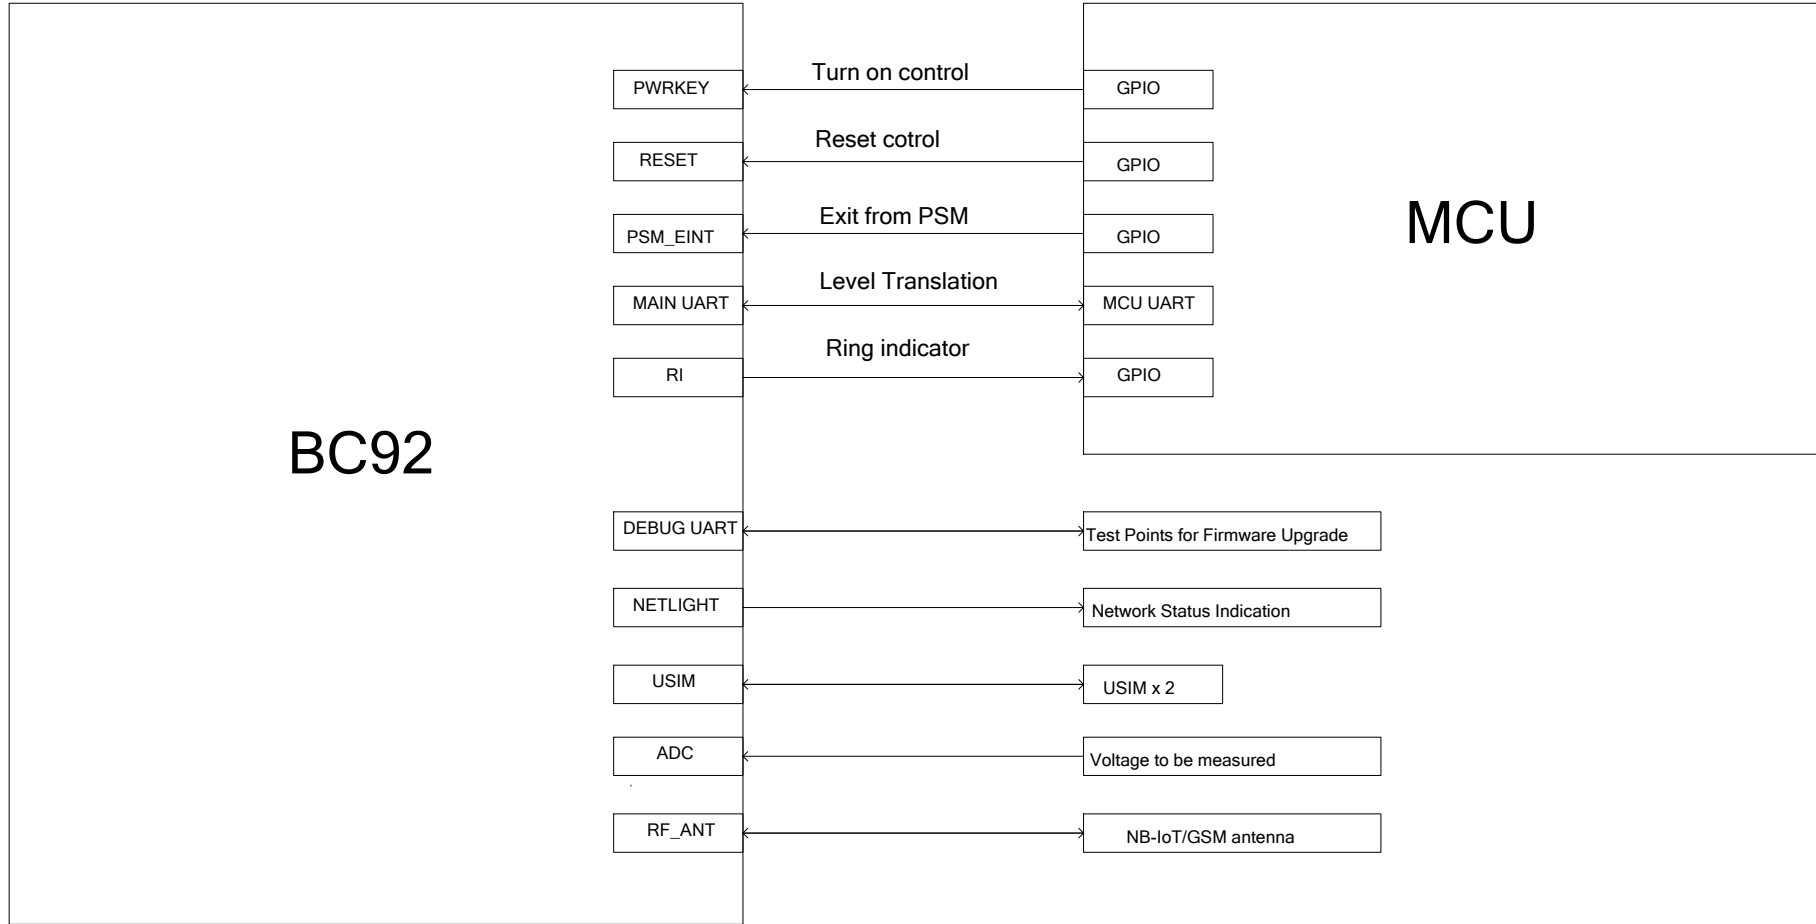 PWRKEY
Turn on control
GPIO
RESET
Reset cotrol
GPIO
PSM_EINT
Exit from PSM
GPIO
MCU
MAIN UART
Level Translation
MCU UART
RI
Ring indicator
GPIO
BC92
DEBUG UART
Test Points for Firmware Upgrade
NETLIGHT
Network Status Indication
USIM
USIM x 2
ADC
Voltage to be measured
RF_ANT
NB-IoT/GSM antenna